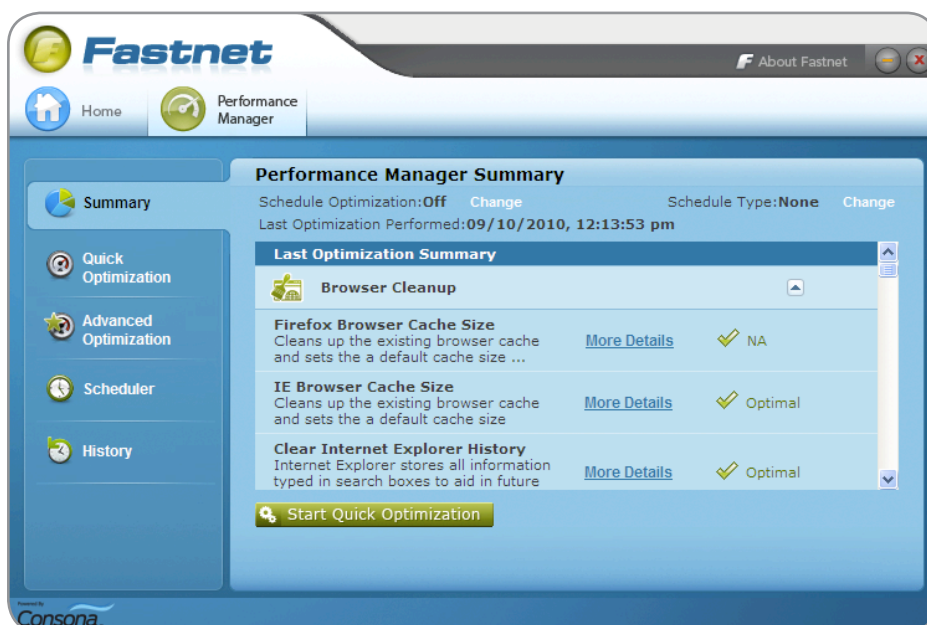 Fastnet
About Fastnet
Home
Performance
Manager
Summary
Quick
Optimization
Advanced
Optimization
Scheduler
History
Performance Manager Summary
Schedule Optimization:Off Change Schedule Type:None Change
Last Optimization Performed:09/10/2010, 12:13:53 pm
Last Optimization Summary
Browser Cleanup
Firefox Browser Cache Size
Cleans up the existing browser cache
and sets the a default cache size ...
More Details
NA
IE Browser Cache Size
Cleans up the existing browser cache
and sets the a default cache size
More Details
Optimal
Clear Internet Explorer History
Internet Explorer stores all information
typed in search boxes to aid in future
More Details
Optimal
Start Quick Optimization
Powered By
Consona